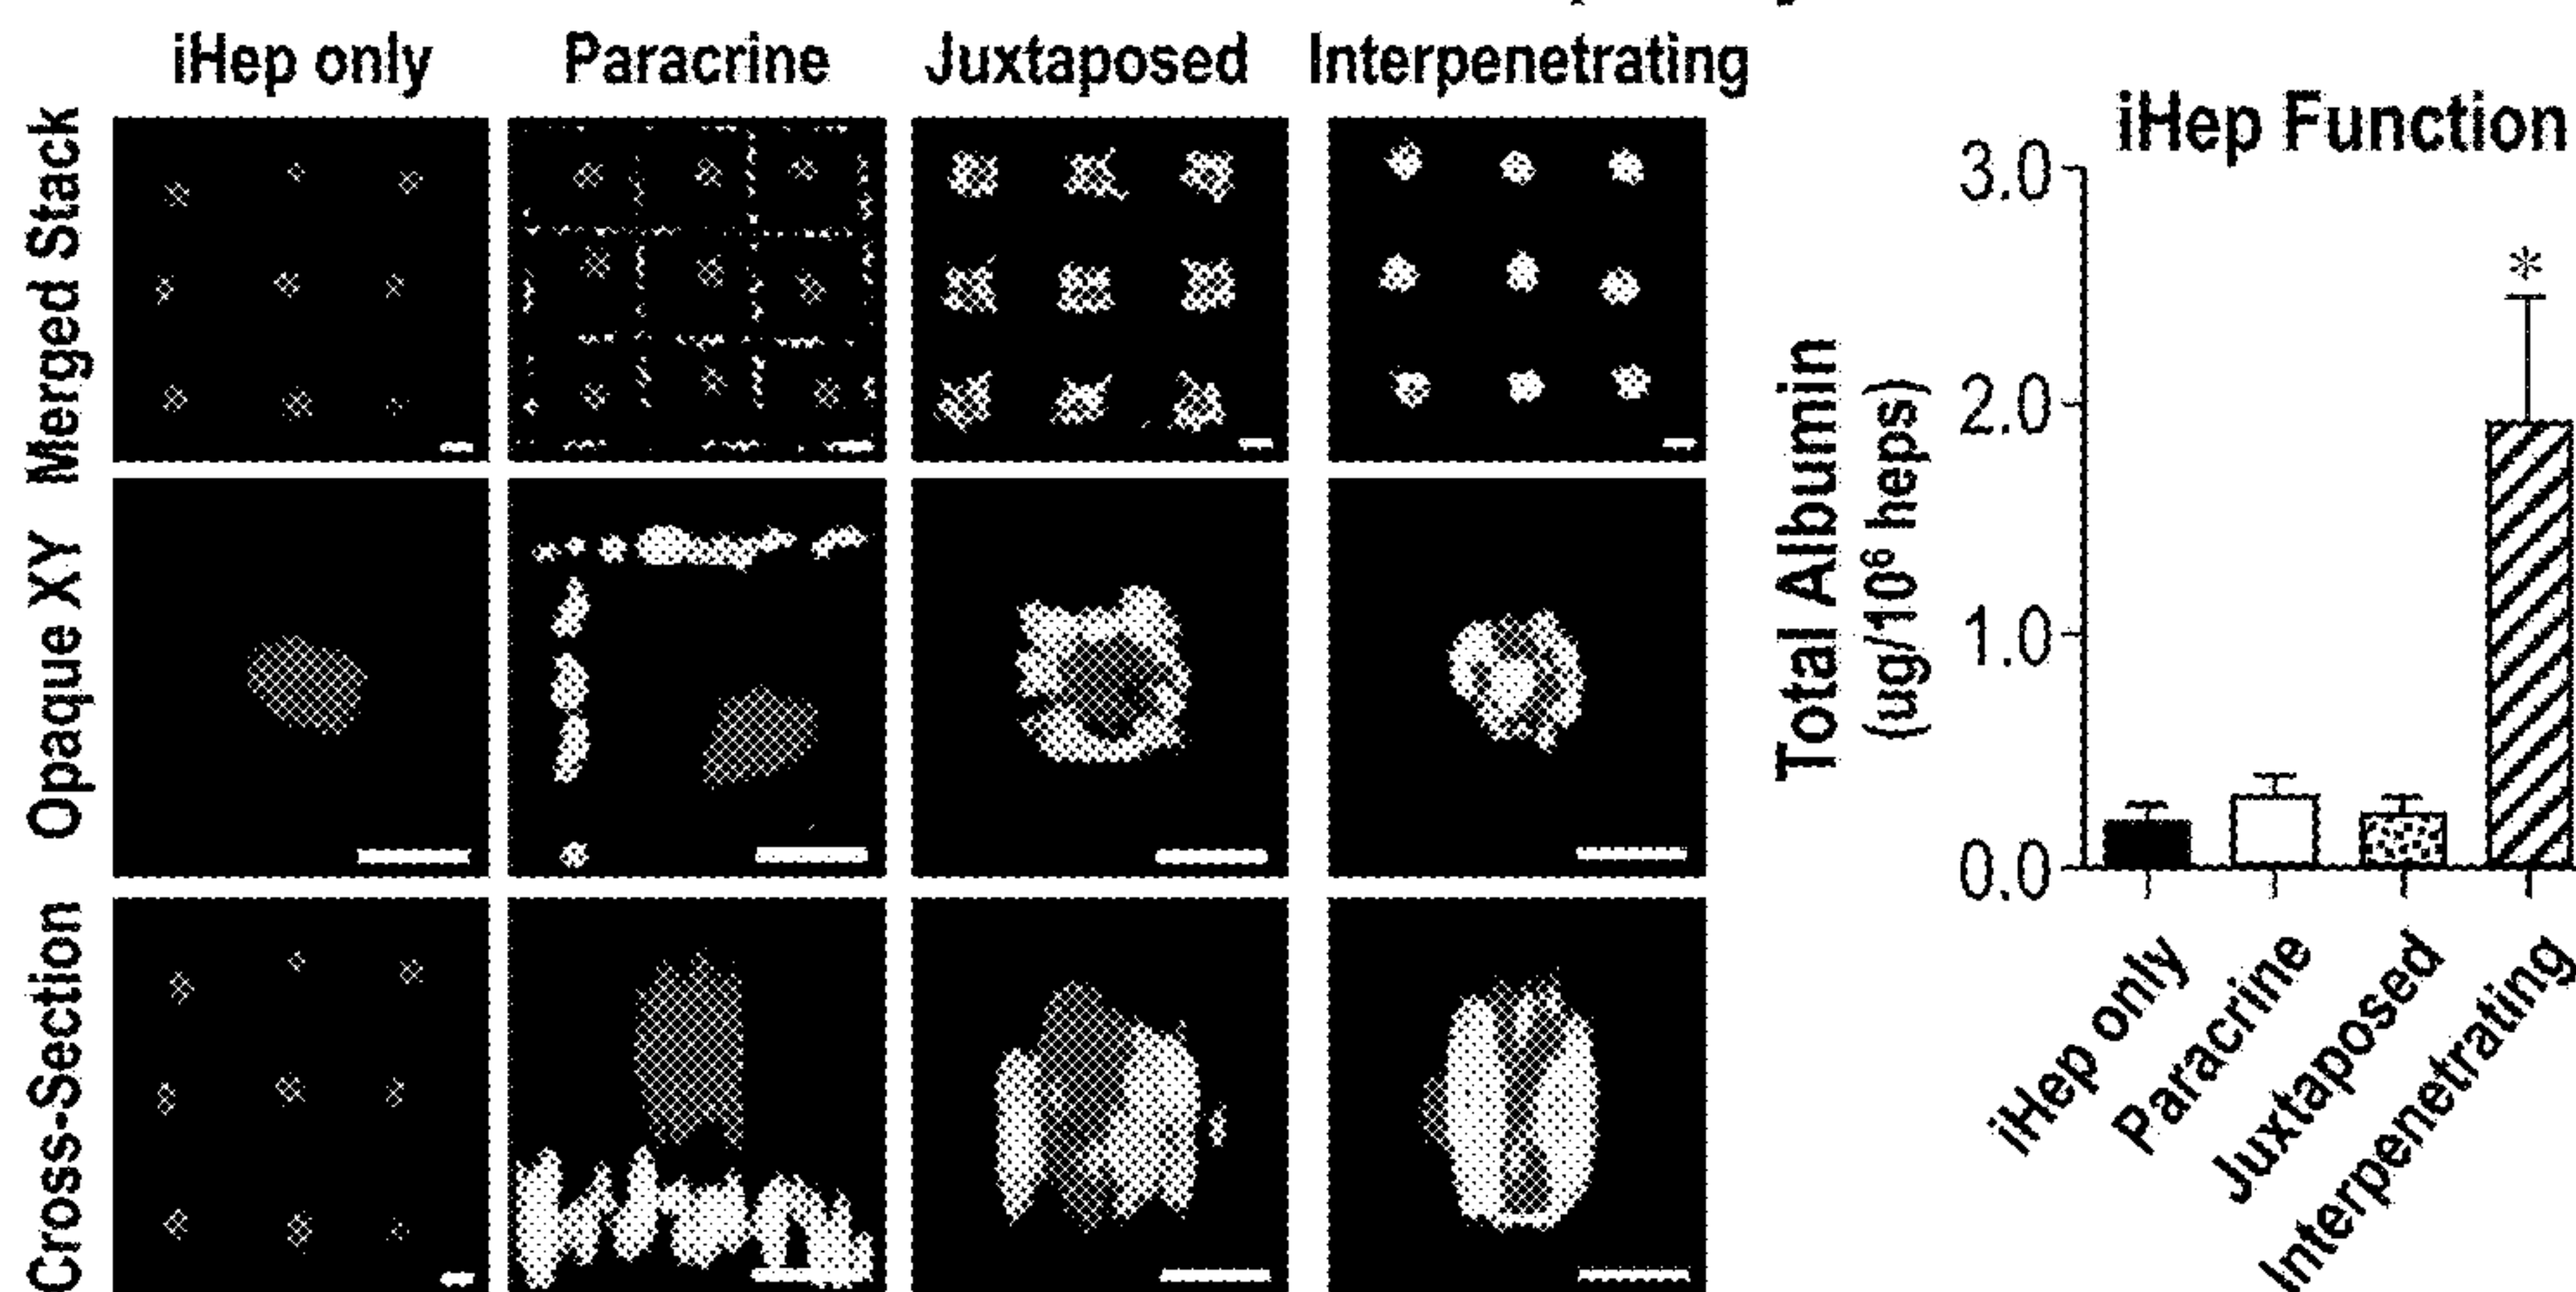 iHep only Paracrine Juxtaposed Interpenetrating
Merged Stack
Opaque XY
Cross-Section
iHep Function
Total Albumin
(ug/10⁶ heps)
3.0
2.0
1.0
0.0
*
iHep only
Paracrine
Juxtaposed
Interpenetrating